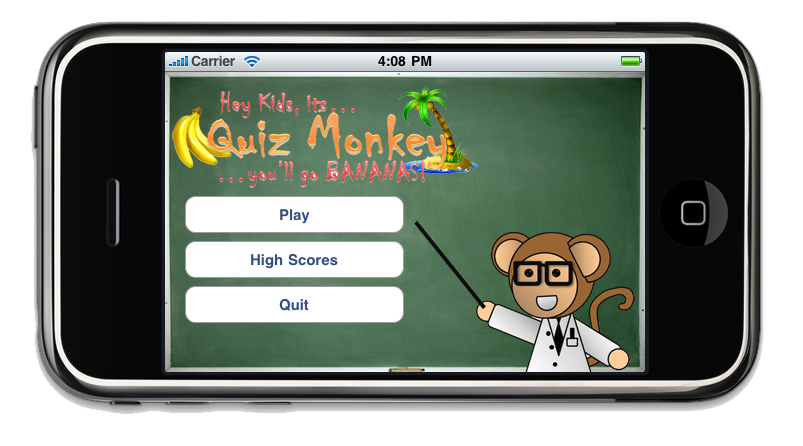 Carrier 4:08 PM
Hey Kids, its...
Quiz Monkey
...you'll go BANANAS!
Play
High Scores
Quit